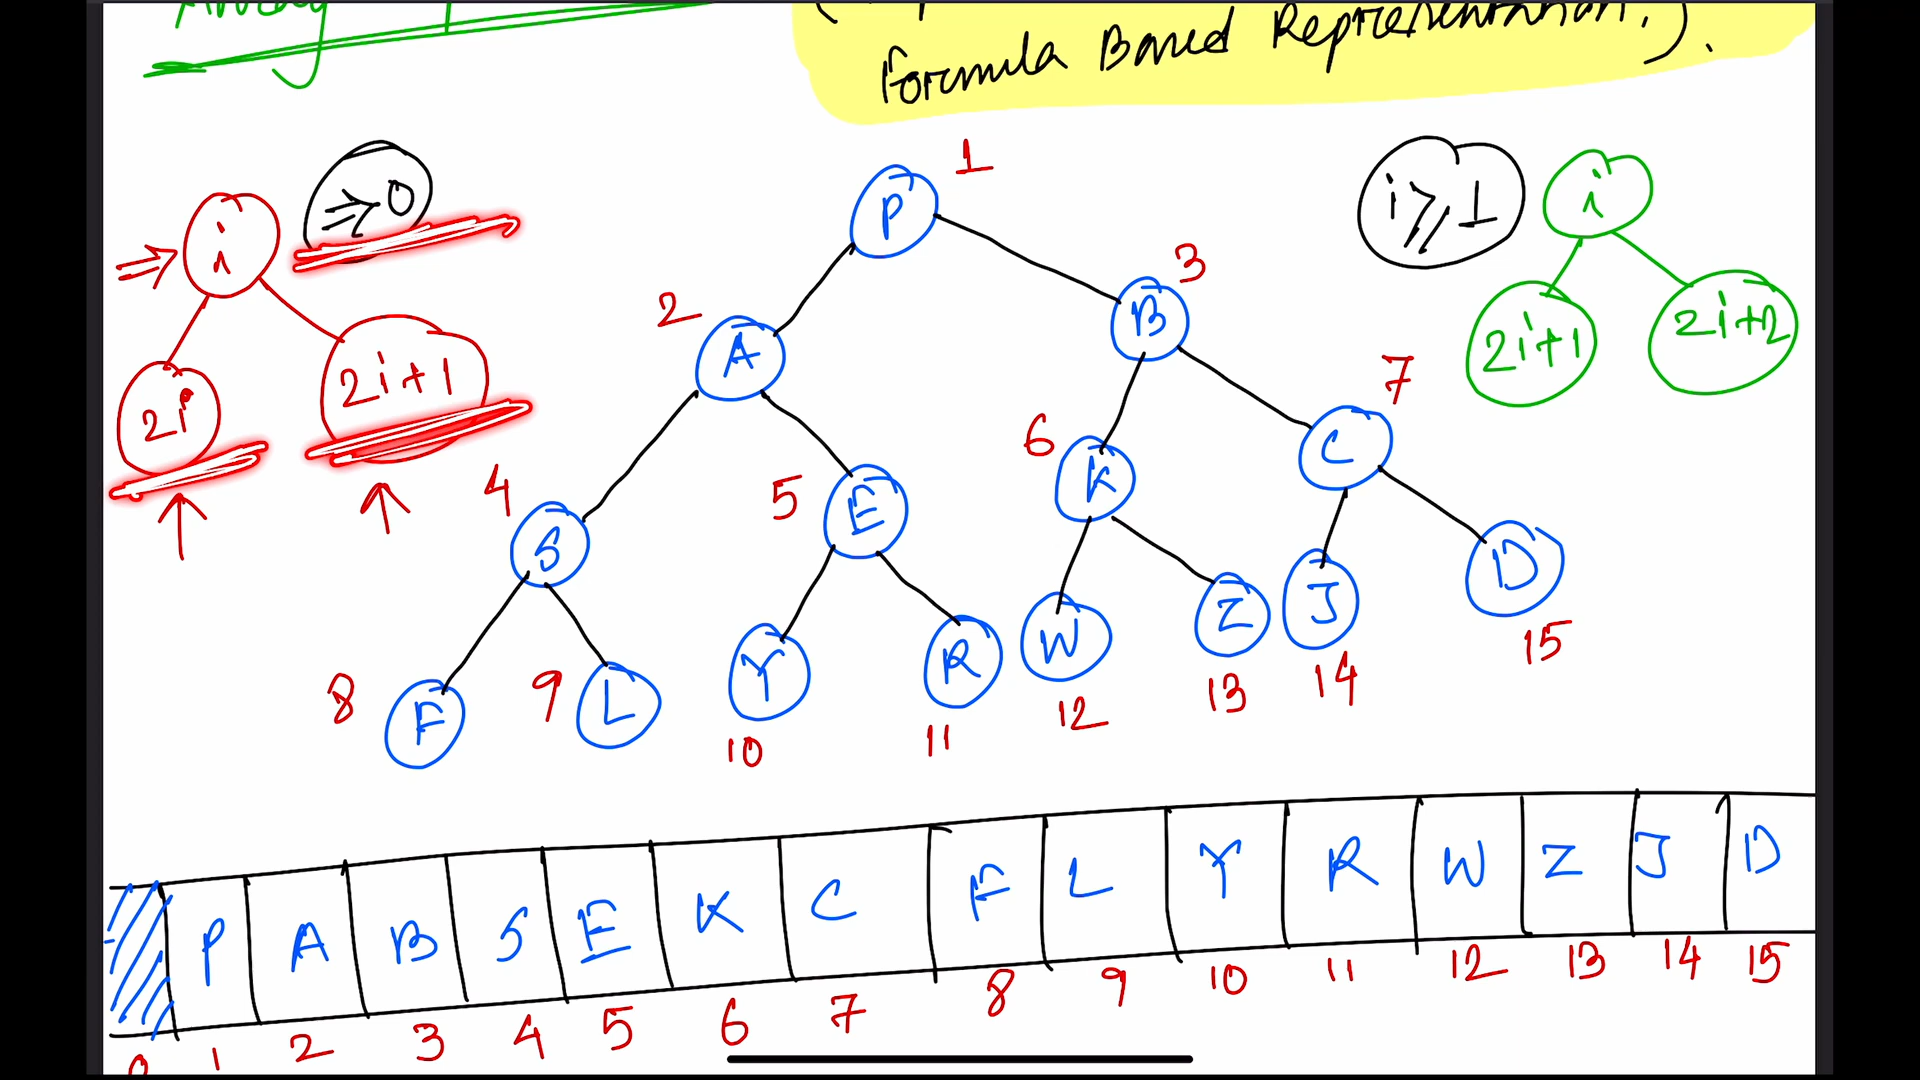 Array
Formula Based Representation.).
1
⇒ i
≥0
P
i≥1
i
2
A
3
B
2i+1
2i+2
2i
2i+1
4
S
5
E
6
K
7
C
8
F
9
L
Y
10
R
11
W
12
Z
13
J
14
D
15
P A B S E K C F L Y R W Z J D
0 1 2 3 4 5 6 7 8 9 10 11 12 13 14 15